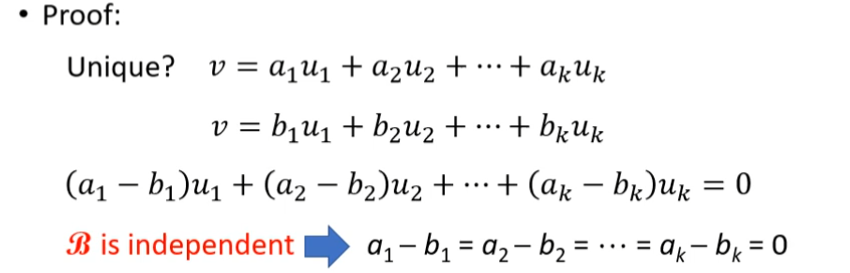 • Proof:
Unique? v = a₁u₁ + a₂u₂ + ⋯ + aₖuₖ
v = b₁u₁ + b₂u₂ + ⋯ + bₖuₖ
(a₁ − b₁)u₁ + (a₂ − b₂)u₂ + ⋯ + (aₖ − bₖ)uₖ = 0
ℬ is independent a₁ – b₁ = a₂ – b₂ = ⋯ = aₖ – bₖ = 0